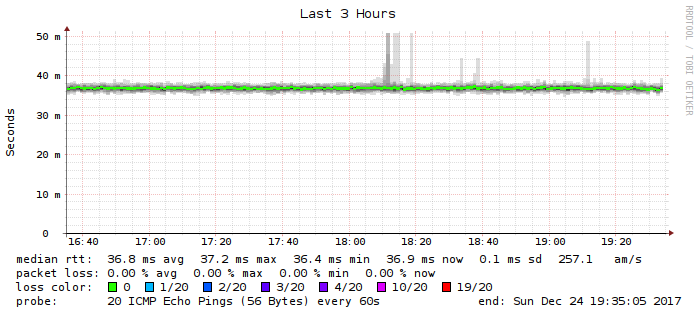 Last 3 Hours
RRDTOOL / TOBI OETIKER
Seconds
50 m
40 m
30 m
20 m
10 m
0
16:40 17:00 17:20 17:40 18:00 18:20 18:40 19:00 19:20
median rtt: 36.8 ms avg 37.2 ms max 36.4 ms min 36.9 ms now 0.1 ms sd 257.1 am/s
packet loss: 0.00 % avg 0.00 % max 0.00 % min 0.00 % now
loss color: 0 1/20 2/20 3/20 4/20 10/20 19/20
probe: 20 ICMP Echo Pings (56 Bytes) every 60s end: Sun Dec 24 19:35:05 2017